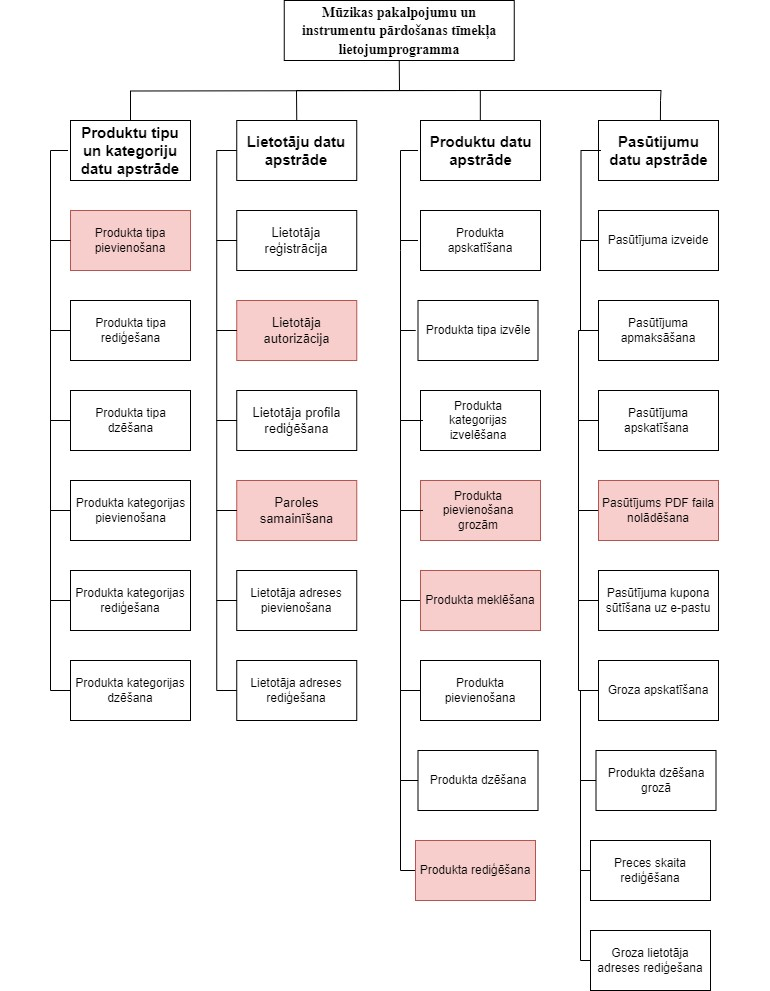 Mūzikas pakalpojumu un
instrumentu pārdošanas tīmekļa
lietojumprogramma
Produktu tipu
un kategoriju
datu apstrāde
Produkta tipa
pievienošana
Produkta tipa
rediģešana
Produkta tipa
dzēšana
Produkta kategorijas
pievienošana
Produkta kategorijas
rediģešana
Produkta kategorijas
dzēšana
Lietotāju datu
apstrāde
Lietotāja
reģistrācija
Lietotāja
autorizācija
Lietotāja profila
rediģēšana
Paroles
samainīšana
Lietotāja adreses
pievienošana
Lietotāja adreses
rediģešana
Produktu datu
apstrāde
Produkta
apskatīšana
Produkta tipa izvēle
Produkta
kategorijas
izvelēšana
Produkta
pievienošana
grozām
Produkta meklēšana
Produkta
pievienošana
Produkta dzēšana
Produkta rediģēšana
Pasūtījumu
datu apstrāde
Pasūtījuma izveide
Pasūtījuma
apmaksāšana
Pasūtījuma
apskatīšana
Pasūtījums PDF faila
nolādēšana
Pasūtījuma kupona
sūtīšana uz e-pastu
Groza apskatīšana
Produkta dzēšana
grozā
Preces skaita
rediģēšana
Groza lietotāja
adreses rediģešana